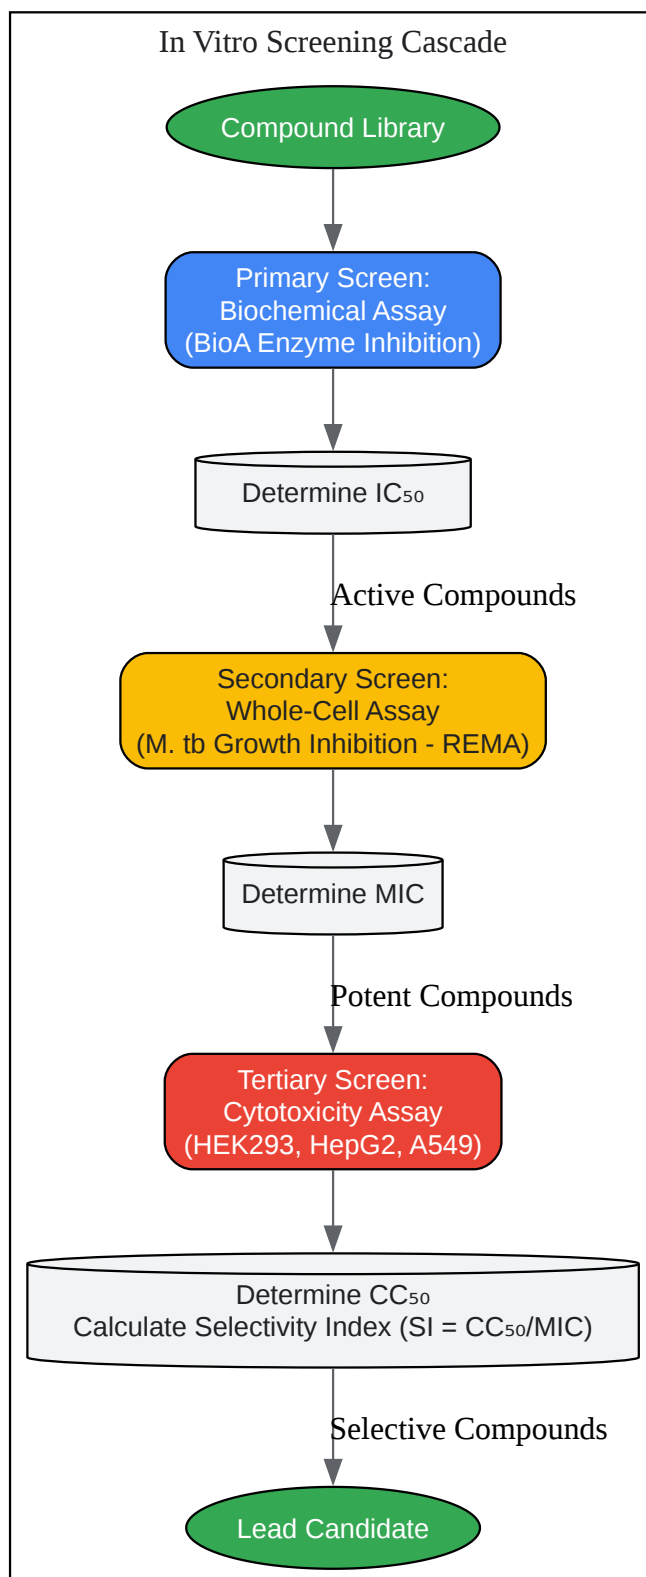 In Vitro Screening Cascade
Compound Library
Primary Screen:
Biochemical Assay
(BioA Enzyme Inhibition)
Determine IC₅₀
Active Compounds
Secondary Screen:
Whole-Cell Assay
(M. tb Growth Inhibition - REMA)
Determine MIC
Potent Compounds
Tertiary Screen:
Cytotoxicity Assay
(HEK293, HepG2, A549)
Determine CC₅₀
Calculate Selectivity Index (SI = CC₅₀/MIC)
Selective Compounds
Lead Candidate